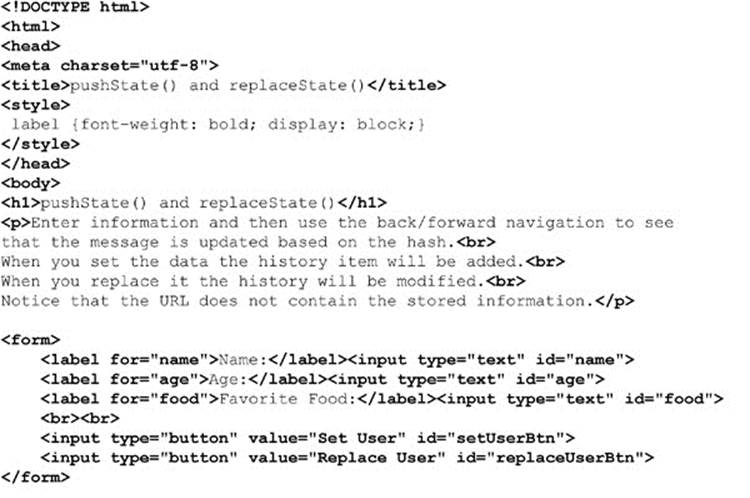 <!DOCTYPE html>
<html>
<head>
<meta charset="utf-8">
<title>pushState() and replaceState()</title>
<style>
 label {font-weight: bold; display: block;}
</style>
</head>
<body>
<h1>pushState() and replaceState()</h1>
<p>Enter information and then use the back/forward navigation to see
that the message is updated based on the hash.<br>
When you set the data the history item will be added.<br>
When you replace it the history will be modified.<br>
Notice that the URL does not contain the stored information.</p>

<form>
    <label for="name">Name:</label><input type="text" id="name">
    <label for="age">Age:</label><input type="text" id="age">
    <label for="food">Favorite Food:</label><input type="text" id="food">
    <br><br>
    <input type="button" value="Set User" id="setUserBtn">
    <input type="button" value="Replace User" id="replaceUserBtn">
</form>